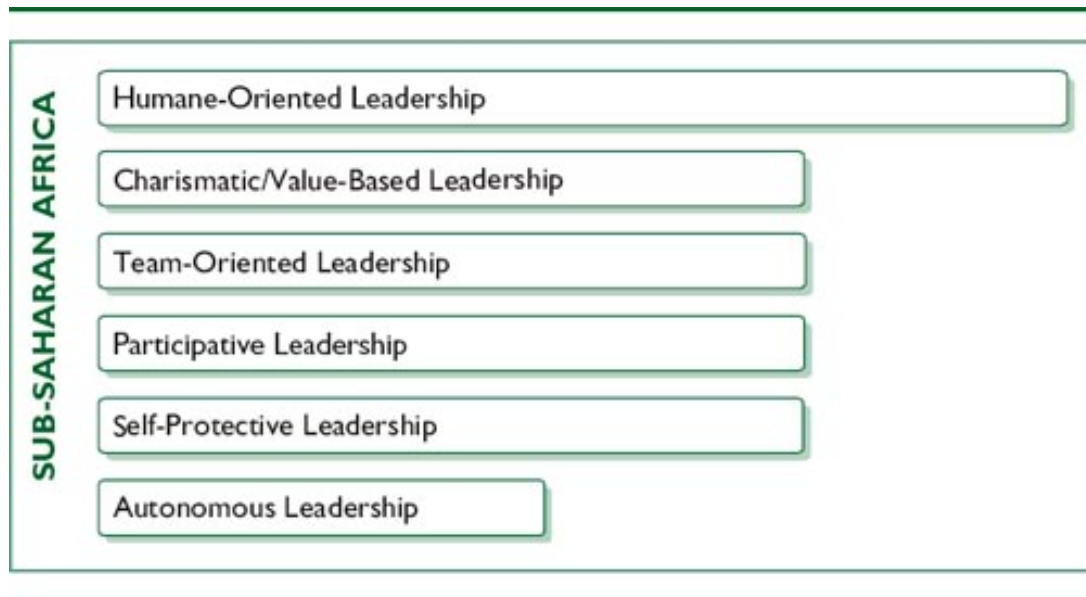 SUB-SAHARAN AFRICA
Humane-Oriented Leadership
Charismatic/Value-Based Leadership
Team-Oriented Leadership
Participative Leadership
Self-Protective Leadership
Autonomous Leadership